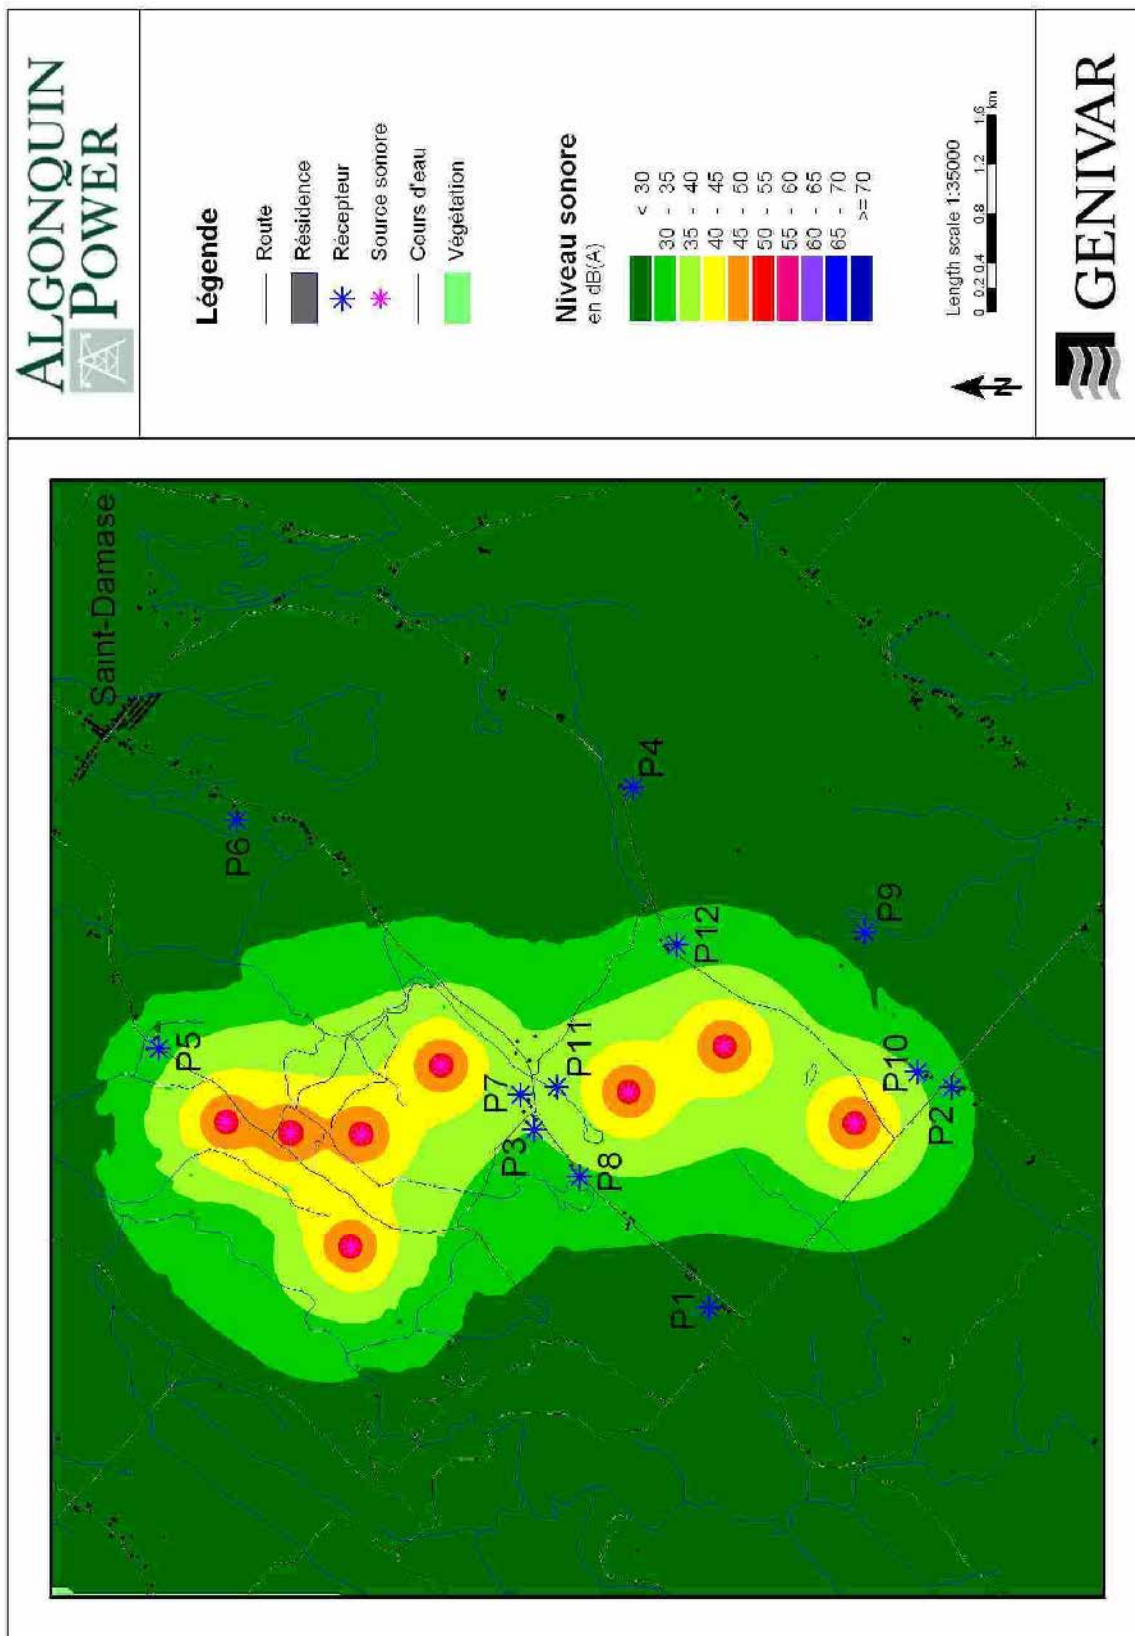 ALGONQUIN
POWER
Légende
Route
Résidence
Récepteur
Source sonore
Cours d'eau
Végétation
Niveau sonore
en dB(A)
< 30
30 - 35
35 - 40
40 - 45
45 - 50
50 - 55
55 - 60
60 - 65
65 - 70
>= 70
N
Length scale 1:35000
0 0.2 0.4 0.8 1.2 1.6
km
GENIVAR
Saint-Damase
P6
P5
P4
P7
P12
P3
P11
P9
P8
P10
P2
P1